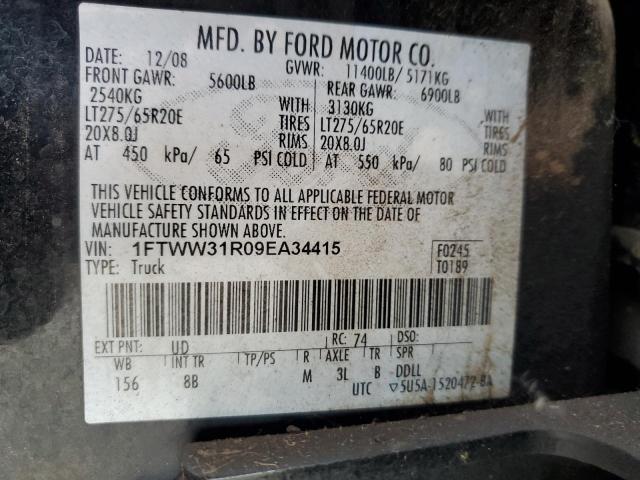 MFD. BY FORD MOTOR CO.
DATE: 12/08 GVWR: 11400LB/ 5171KG
FRONT GAWR: 5600LB REAR GAWR: 6900LB
2540KG WITH 3130KG WITH
LT275/65R20E TIRES LT275/65R20E TIRES
20X8.0J RIMS 20X8.0J RIMS
AT 450 kPa/ 65 PSI COLD AT 550 kPa/ 80 PSI COLD
THIS VEHICLE CONFORMS TO ALL APPLICABLE FEDERAL MOTOR
VEHICLE SAFETY STANDARDS IN EFFECT ON THE DATE OF
MANUFACTURE SHOWN ABOVE.
VIN: 1FTWW31R09EA34415 F0245
TYPE: Truck T0189
EXT PNT: UD RC: 74 DSO:
WB INT TR TP/PS R AXLE TR SPR
156 8B M 3L B DDLL
UTC ▽5U5A-1520472-BA